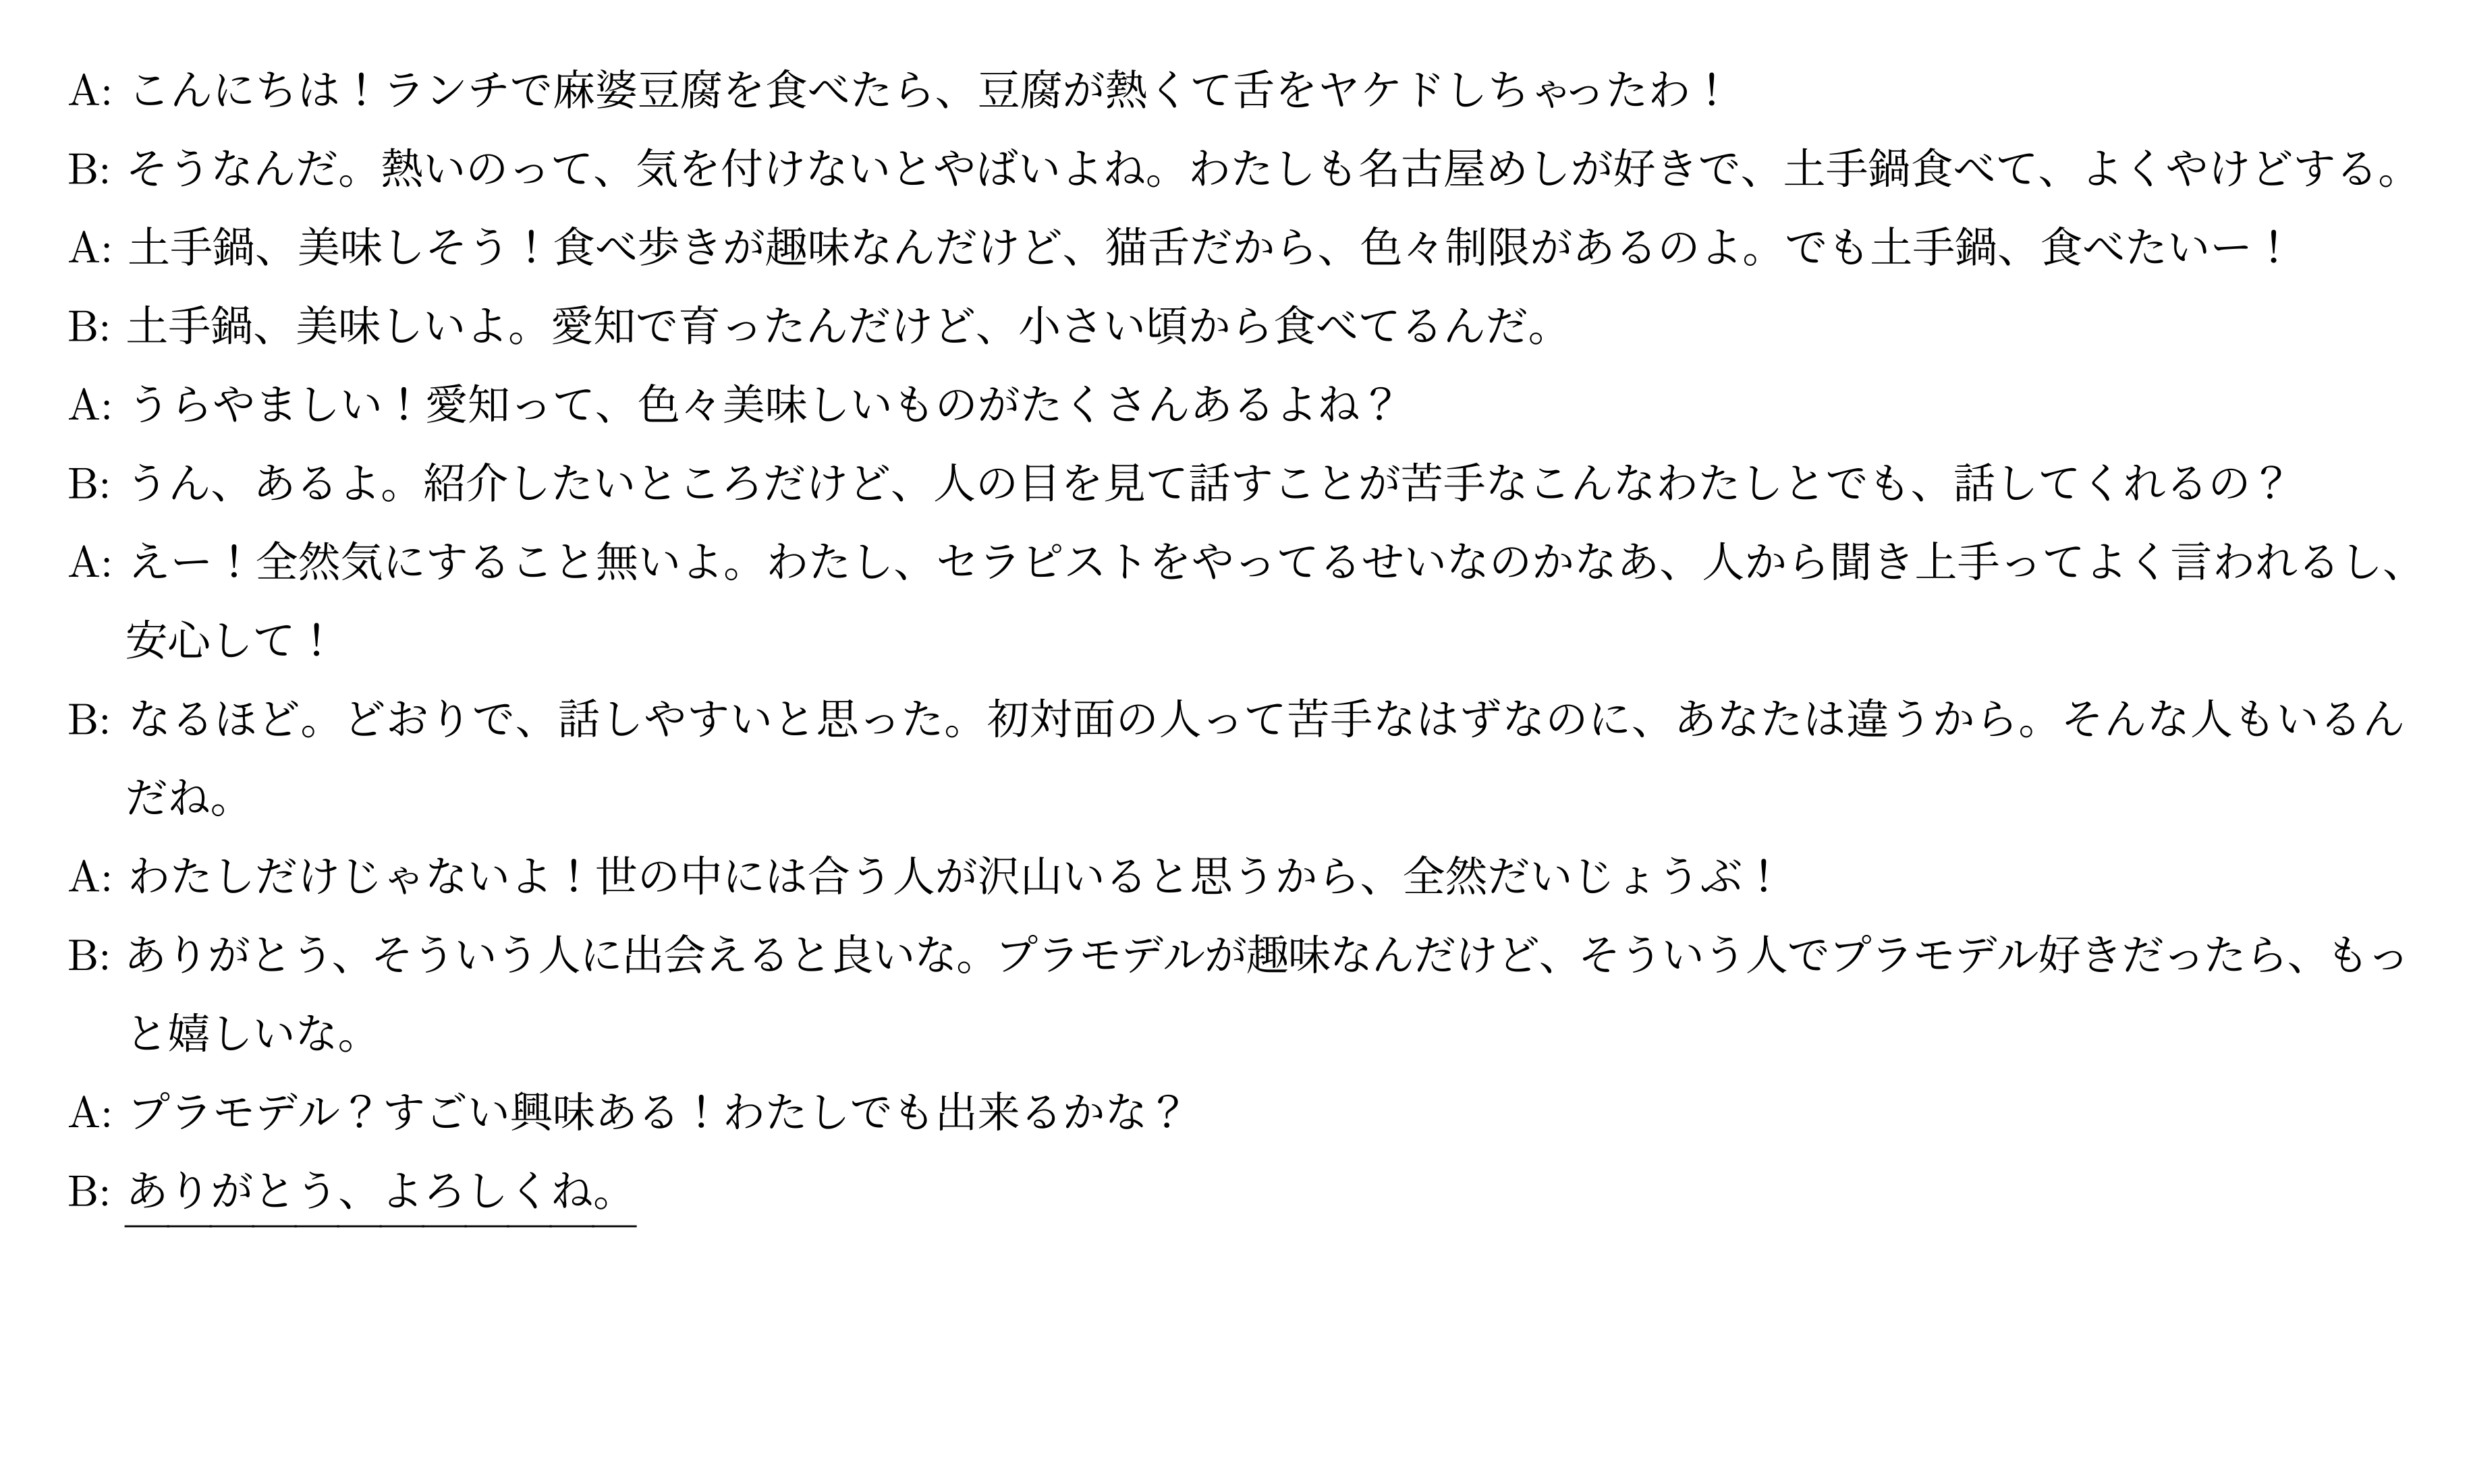 A: こんにちは！ランチで麻婆豆腐を食べたら、豆腐が熱くて舌をヤケドしちゃったわ！
B: そうなんだ。熱いのって、気を付けないとやばいよね。わたしも名古屋めしが好きで、土手鍋食べて、よくやけどする。
A: 土手鍋、美味しそう！食べ歩きが趣味なんだけど、猫舌だから、色々制限があるのよ。でも土手鍋、食べたいー！
B: 土手鍋、美味しいよ。愛知で育ったんだけど、小さい頃から食べてるんだ。
A: うらやましい！愛知って、色々美味しいものがたくさんあるよね？
B: うん、あるよ。紹介したいところだけど、人の目を見て話すことが苦手なこんなわたしとでも、話してくれるの？
A: えー！全然気にすること無いよ。わたし、セラピストをやってるせいなのかなあ、人から聞き上手ってよく言われるし、
安心して！
B: なるほど。どおりで、話しやすいと思った。初対面の人って苦手なはずなのに、あなたは違うから。そんな人もいるん
だね。
A: わたしだけじゃないよ！世の中には合う人が沢山いると思うから、全然だいじょうぶ！
B: ありがとう、そういう人に出会えると良いな。プラモデルが趣味なんだけど、そういう人でプラモデル好きだったら、もっ
と嬉しいな。
A: プラモデル？すごい興味ある！わたしでも出来るかな？
B: ありがとう、よろしくね。